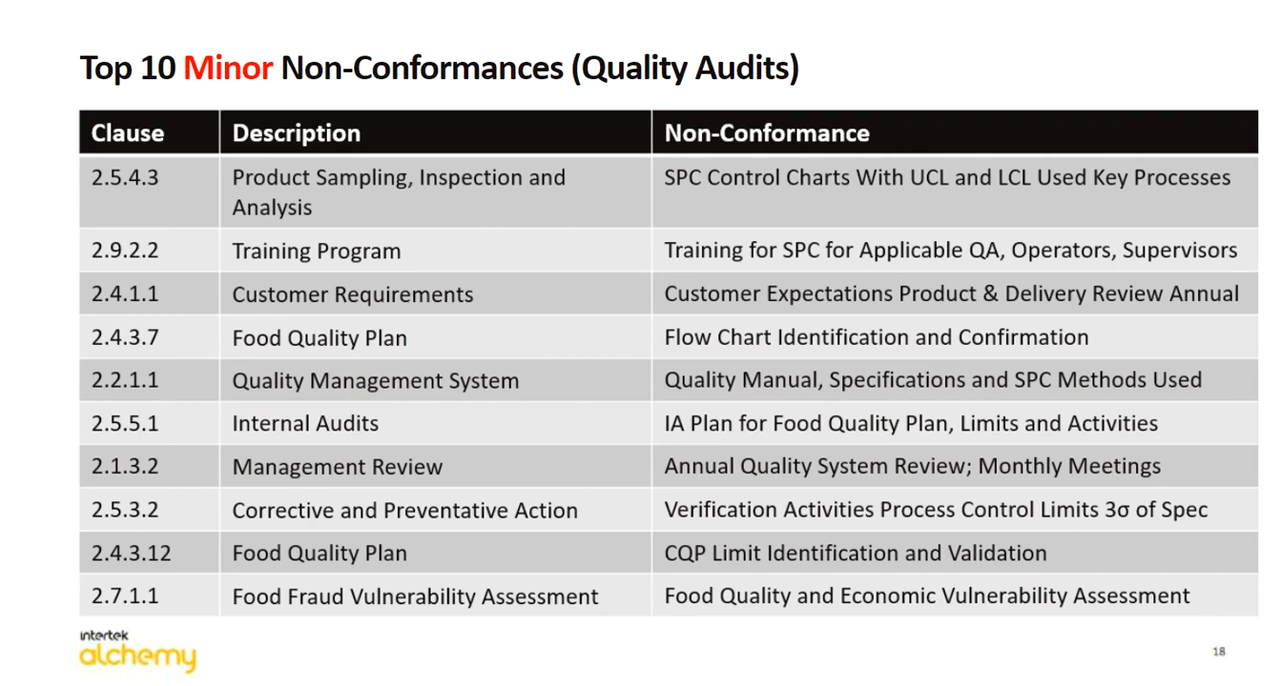 Top 10 Minor Non-Conformances (Quality Audits)
Clause Description Non-Conformance
2.5.4.3 Product Sampling, Inspection and SPC Control Charts With UCL and LCL Used Key Processes
Analysis
2.9.2.2 Training Program Training for SPC for Applicable QA, Operators, Supervisors
2.4.1.1 Customer Requirements Customer Expectations Product & Delivery Review Annual
2.4.3.7 Food Quality Plan Flow Chart Identification and Confirmation
2.2.1.1 Quality Management System Quality Manual, Specifications and SPC Methods Used
2.5.5.1 Internal Audits IA Plan for Food Quality Plan, Limits and Activities
2.1.3.2 Management Review Annual Quality System Review; Monthly Meetings
2.5.3.2 Corrective and Preventative Action Verification Activities Process Control Limits 3σ of Spec
2.4.3.12 Food Quality Plan CQP Limit Identification and Validation
2.7.1.1 Food Fraud Vulnerability Assessment Food Quality and Economic Vulnerability Assessment
intertek
alchemy
18